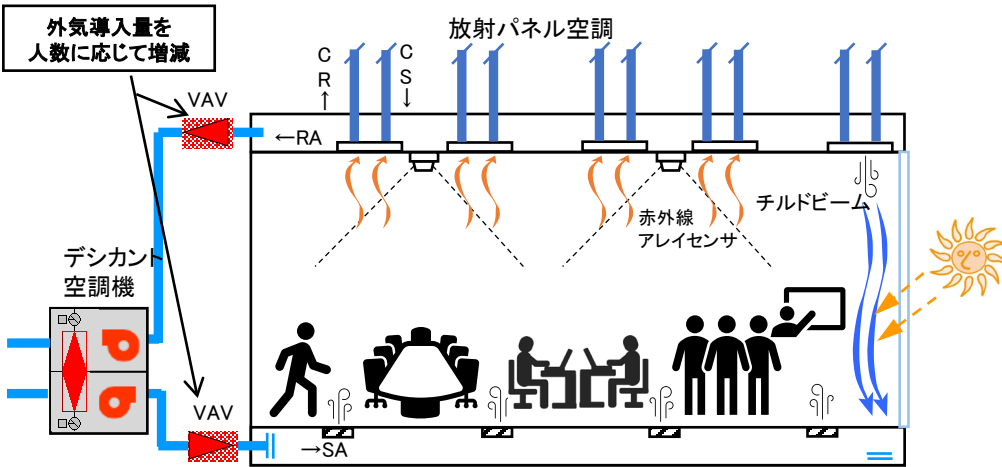 外気導入量を
人数に応じて増減
放射パネル空調
C
R
↑
C
S
↓
VAV
←RA
赤外線
アレイセンサ
チルドビーム
デシカント
空調機
VAV
→SA